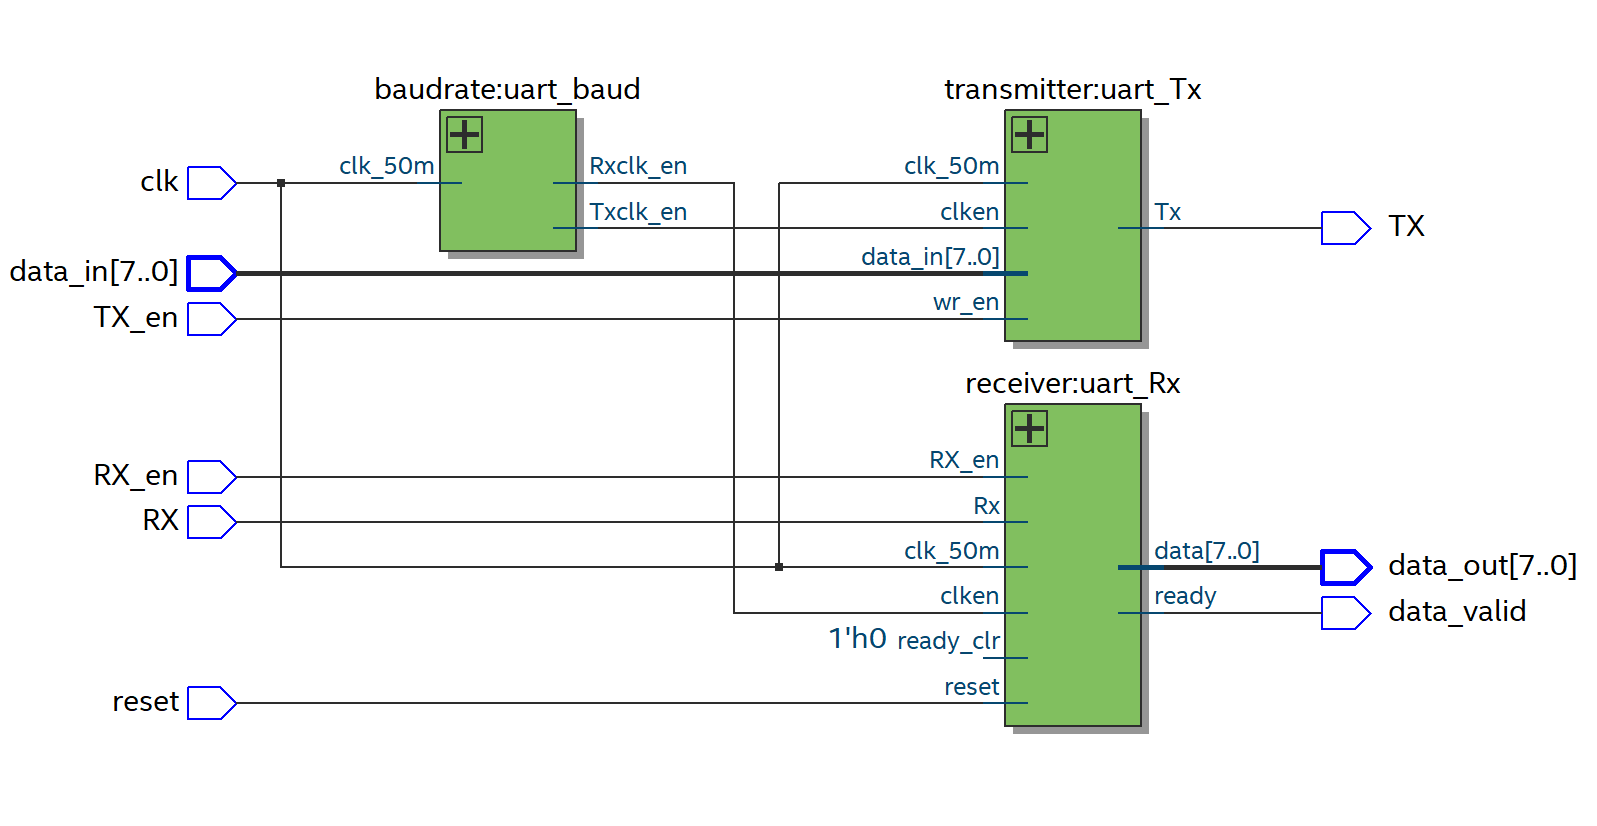 baudrate:uart_baud
transmitter:uart_Tx
clk
clk_50m
Rxclk_en
clk_50m
Txclk_en
clken
Tx
TX
data_in[7..0]
data_in[7..0]
TX_en
wr_en
receiver:uart_Rx
RX_en
RX_en
RX
Rx
clk_50m
data[7..0]
data_out[7..0]
clken
ready
data_valid
1'h0 ready_clr
reset
reset